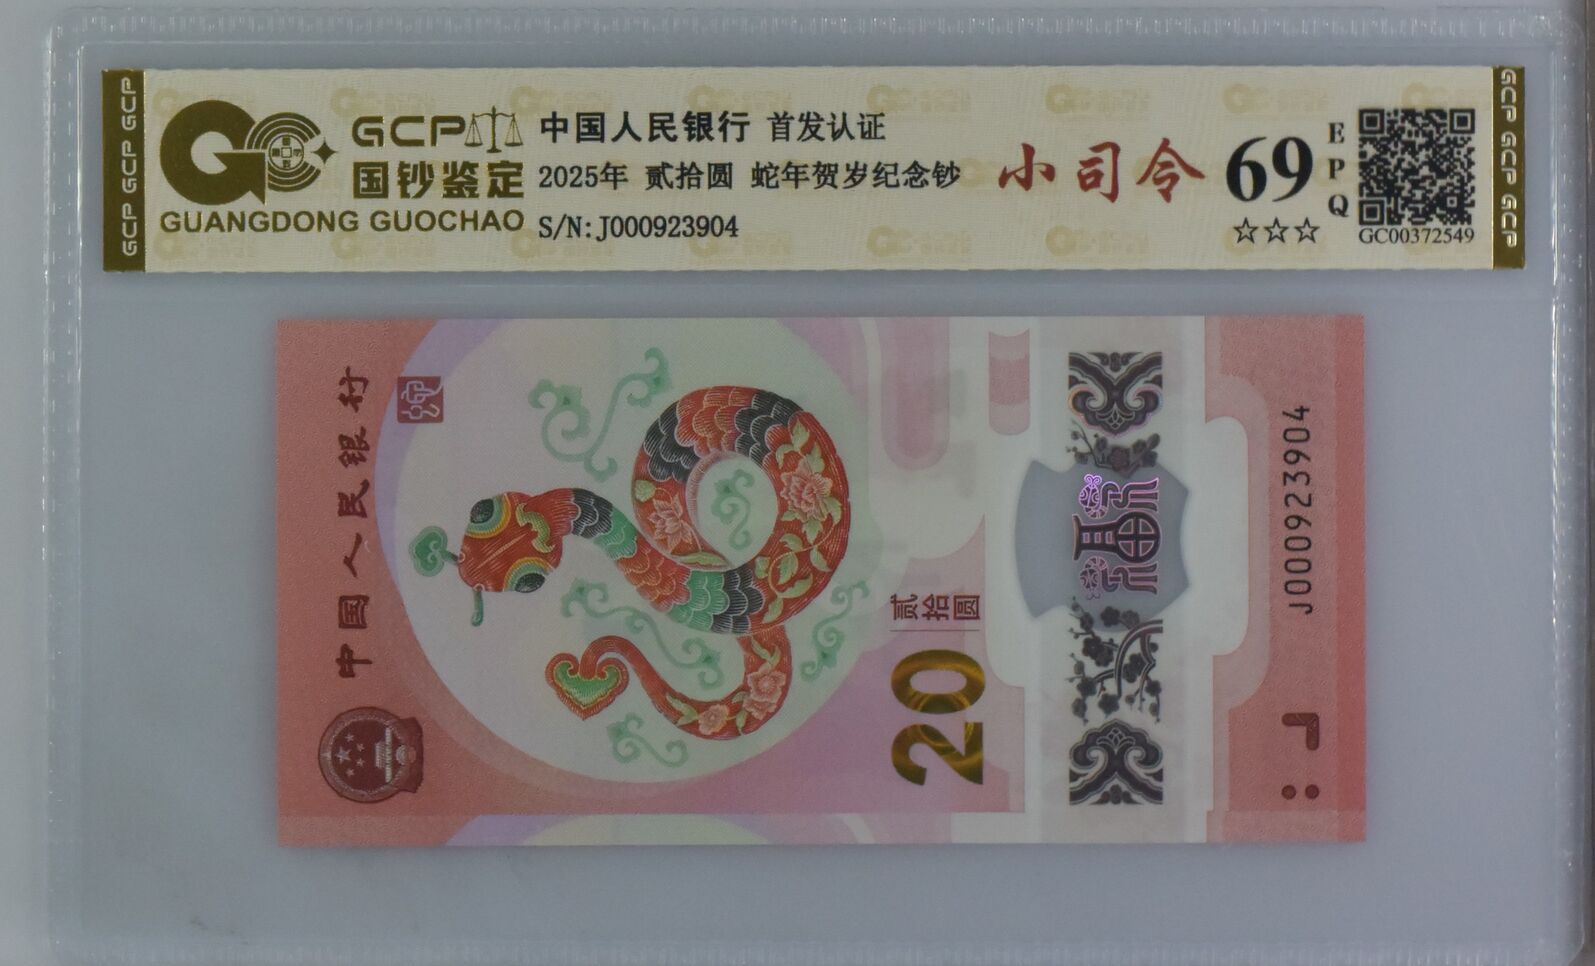 GCP GCP GCP
GCP
国钞鉴定
GUANGDONG GUOCHAO
中国人民银行 首发认证
2025年 贰拾圆 蛇年贺岁纪念钞
S/N:J000923904
小司令
69
EPQ
☆☆☆
GC00372549
GCP GCP GCP
中国人民银行
20
贰拾圆
福
J000923904